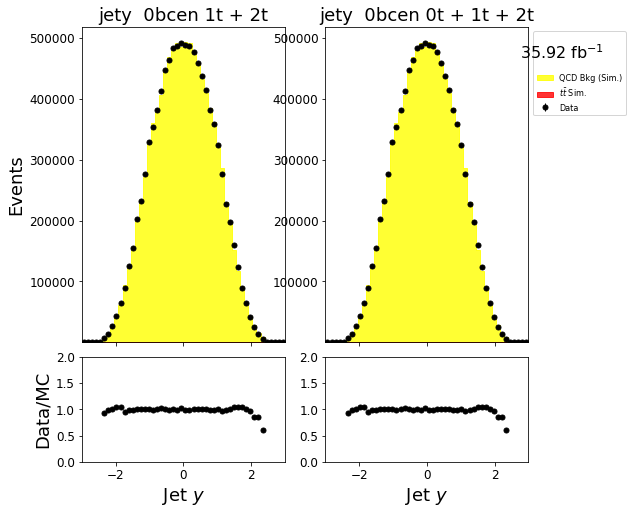 jety 0bcen 1t + 2t
jety 0bcen 0t + 1t + 2t
35.92 fb⁻¹
QCD Bkg (Sim.)
tt̄ Sim.
Data
Events
500000
400000
300000
200000
100000
500000
400000
300000
200000
100000
Data/MC
2.0
1.5
1.0
0.5
0.0
2.0
1.5
1.0
0.5
0.0
−2
0
2
−2
0
2
Jet y
Jet y